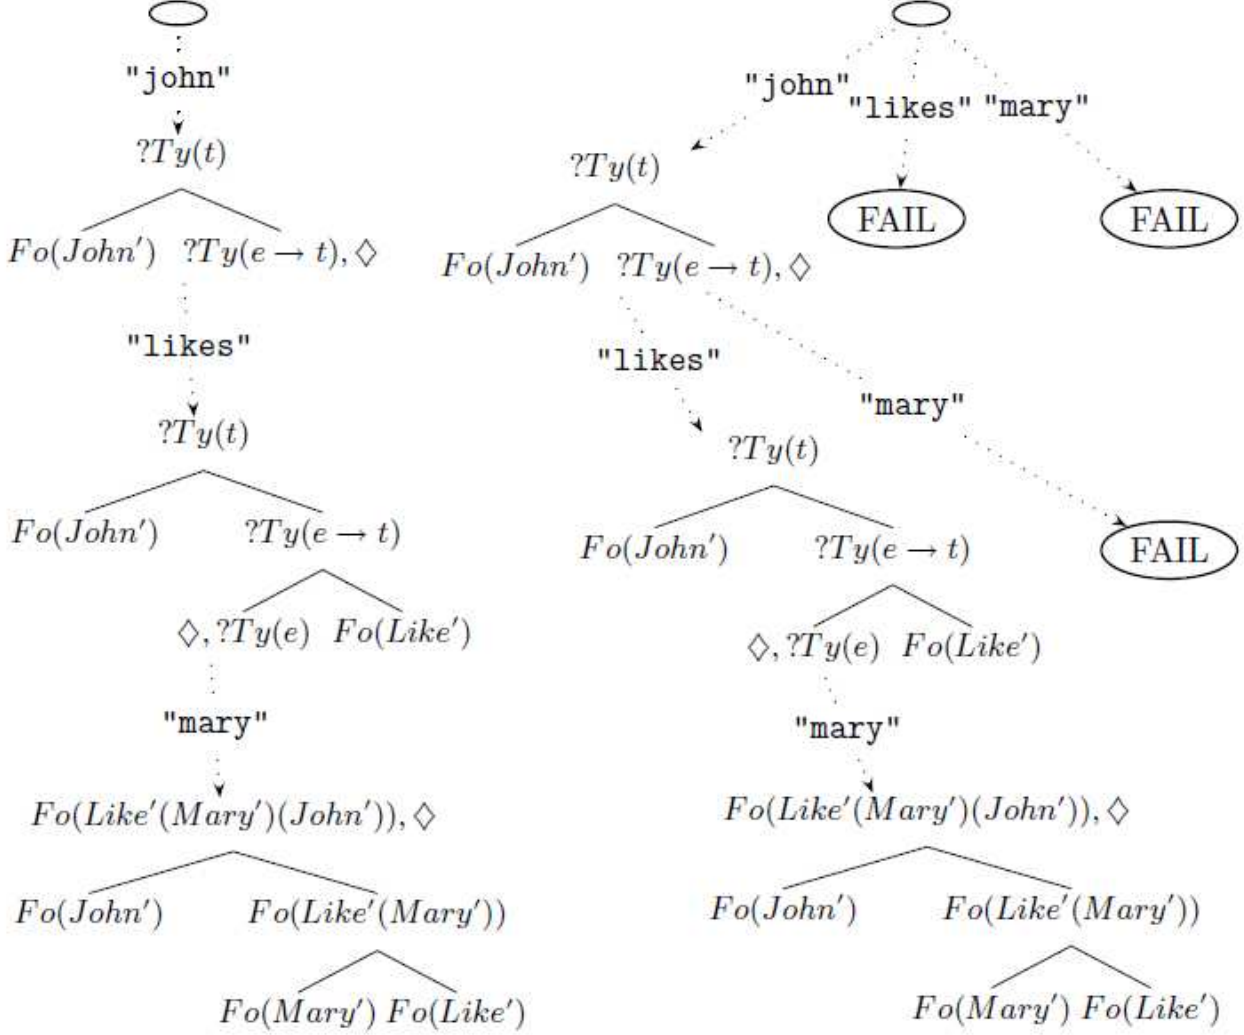 "john"
?Ty(t)
Fo(John′) ?Ty(e → t), ◇
"likes"
?Ty(t)
Fo(John′) ?Ty(e → t)
◇, ?Ty(e) Fo(Like′)
"mary"
Fo(Like′(Mary′)(John′)), ◇
Fo(John′) Fo(Like′(Mary′))
Fo(Mary′) Fo(Like′)
"john" "likes" "mary"
?Ty(t) FAIL FAIL
Fo(John′) ?Ty(e → t), ◇
"likes" "mary"
?Ty(t)
Fo(John′) ?Ty(e → t) FAIL
◇, ?Ty(e) Fo(Like′)
"mary"
Fo(Like′(Mary′)(John′)), ◇
Fo(John′) Fo(Like′(Mary′))
Fo(Mary′) Fo(Like′)